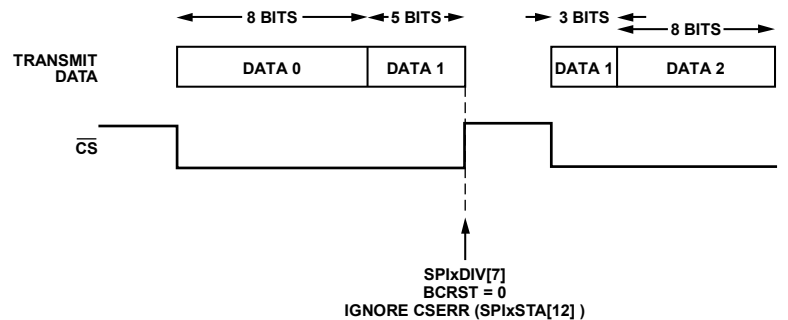 8 BITS 5 BITS 3 BITS
8 BITS
TRANSMIT
DATA
DATA 0 DATA 1 DATA 1 DATA 2
CS
SPIxDIV[7]
BCRST = 0
IGNORE CSERR (SPIxSTA[12] )